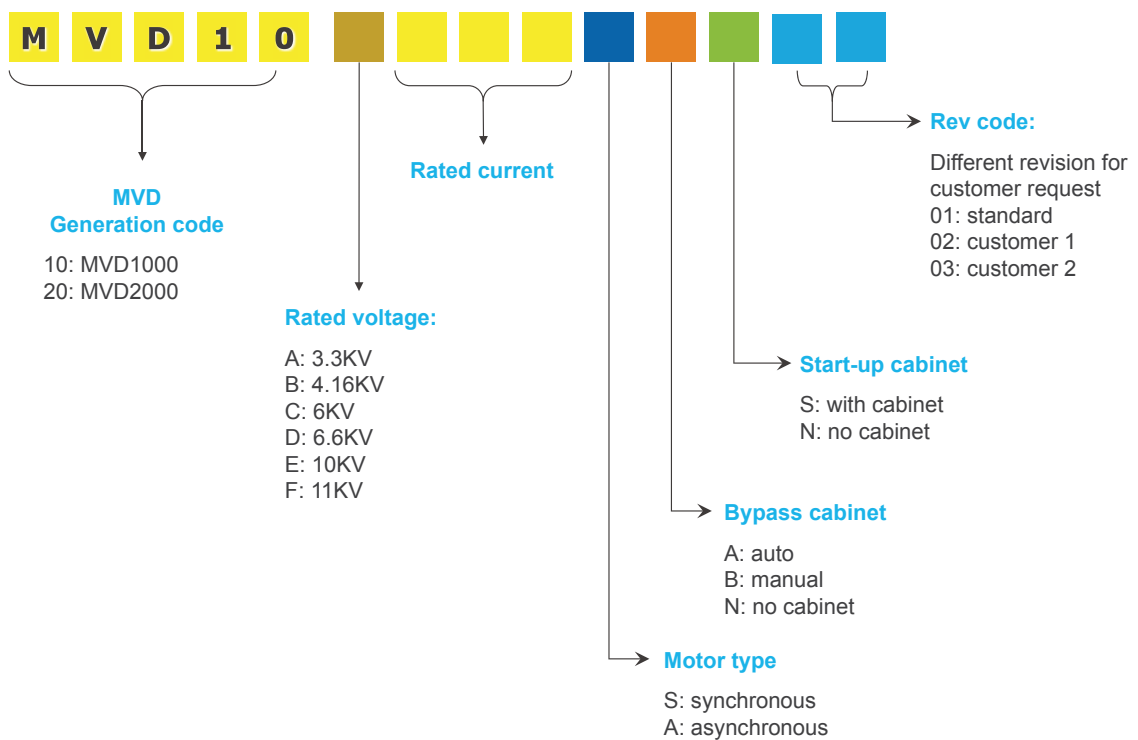 M V D 1 0
Rev code:
Different revision for
customer request
01: standard
02: customer 1
03: customer 2
Rated current
MVD
Generation code
10: MVD1000
20: MVD2000
Rated voltage:
A: 3.3KV
B: 4.16KV
C: 6KV
D: 6.6KV
E: 10KV
F: 11KV
Start-up cabinet
S: with cabinet
N: no cabinet
Bypass cabinet
A: auto
B: manual
N: no cabinet
Motor type
S: synchronous
A: asynchronous